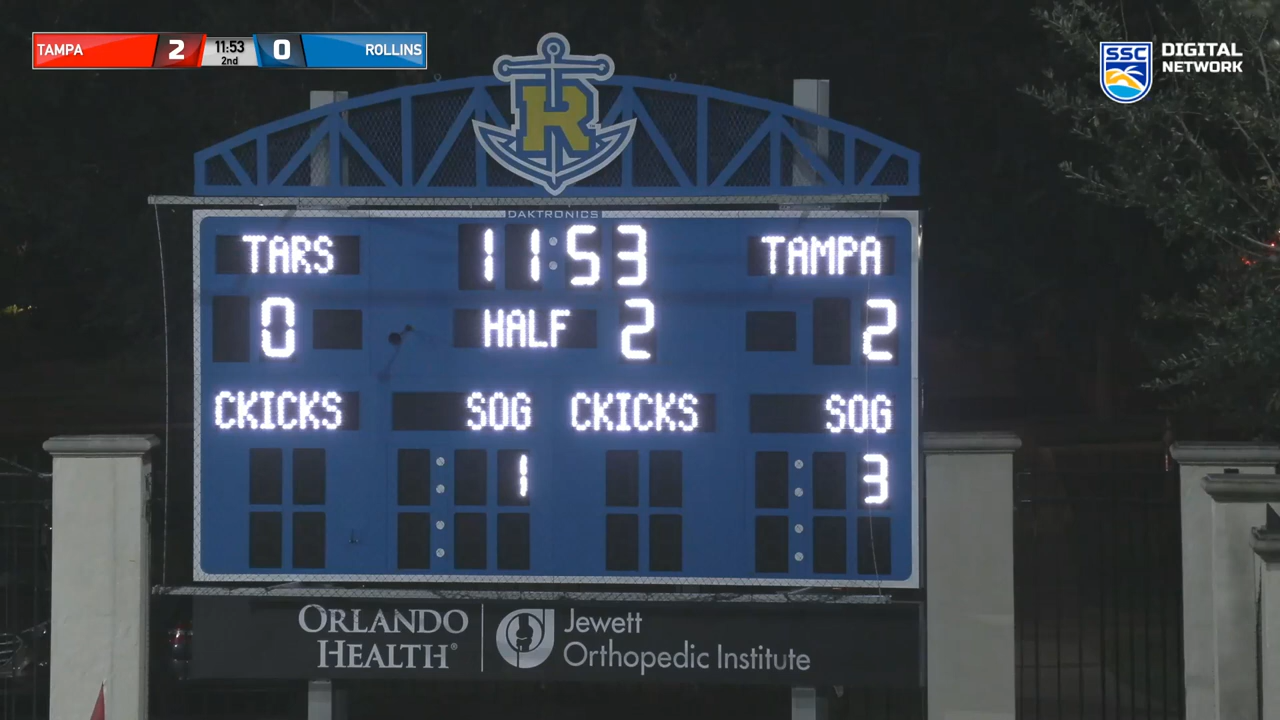 TAMPA 2 11:53 2nd 0 ROLLINS
SSC DIGITAL NETWORK
R
DAKTRONICS
TARS 11:53 TAMPA
0 HALF 2 2
CKICKS SOG CKICKS SOG
1 3
ORLANDO HEALTH® Jewett Orthopedic Institute